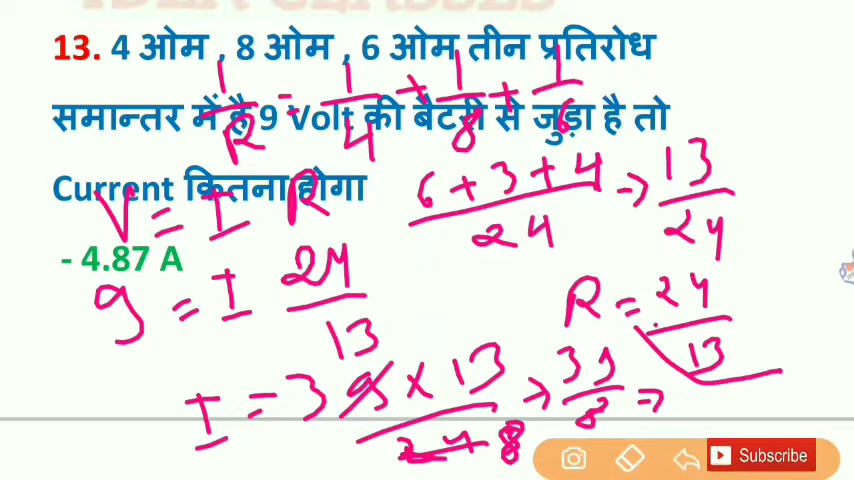 13. 4 ओम , 8 ओम , 6 ओम तीन प्रतिरोध
समान्तर में है 9 Volt की बैटरी से जुड़ा है तो
Current कितना होगा
- 4.87 A
1/R = 1/4 + 1/8 + 1/6
6 + 3 + 4 / 24 → 13 / 24
V = I R
9 = I 24 / 13
R = 24 / 13
I = 3 9 × 13 / 24 8 → 39 / 8 →
Subscribe